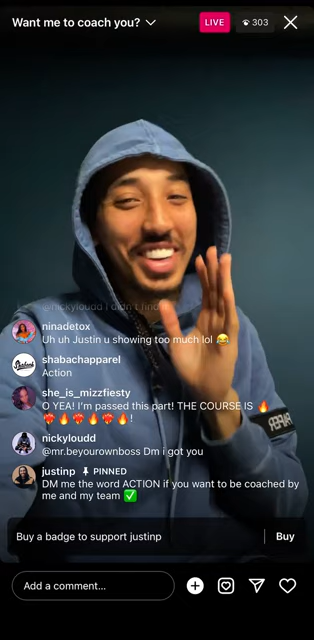 Want me to coach you?
LIVE
303
@nickyloudd i didn't find
ninadetox
Uh uh Justin u showing too much lol 😂
shabachapparel
Action
she_is_mizzfiesty
O YEA! I'm passed this part! THE COURSE IS 🔥
❤️‍🔥🔥❤️‍🔥🔥❤️‍🔥🔥!
nickyloudd
@mr.beyourownboss Dm i got you
justinp PINNED
DM me the word ACTION if you want to be coached by
me and my team ✅
Buy a badge to support justinp
Buy
Add a comment...